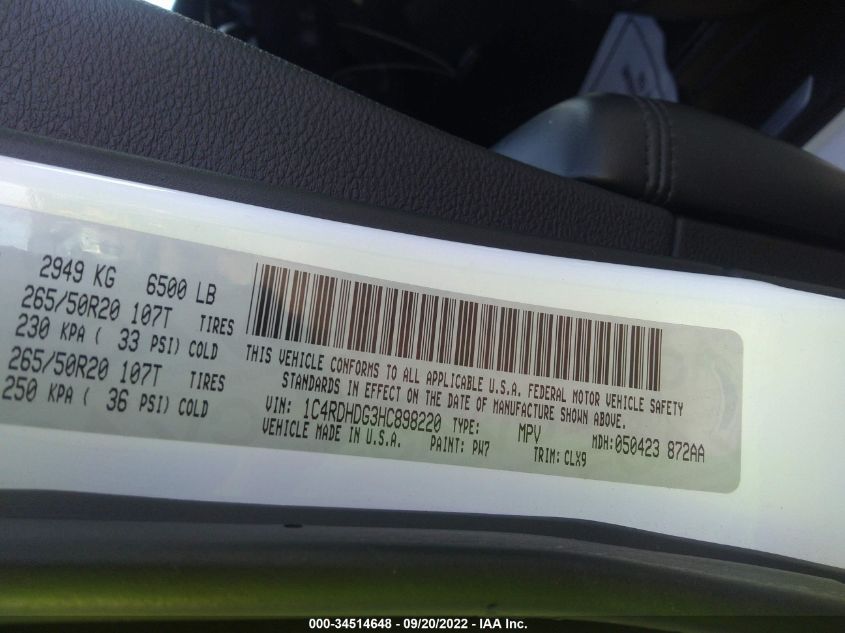 2949 KG 6500 LB
265/50R20 107T TIRES
230 KPA ( 33 PSI) COLD
265/50R20 107T TIRES
250 KPA ( 36 PSI) COLD
THIS VEHICLE CONFORMS TO ALL APPLICABLE U.S.A. FEDERAL MOTOR VEHICLE SAFETY
STANDARDS IN EFFECT ON THE DATE OF MANUFACTURE SHOWN ABOVE.
VIN: 1C4RDHDG3HC898220 TYPE: MPV MDH:050423 872AA
VEHICLE MADE IN U.S.A. PAINT: PW7 TRIM: CLX9
000-34514648 - 09/20/2022 - IAA Inc.